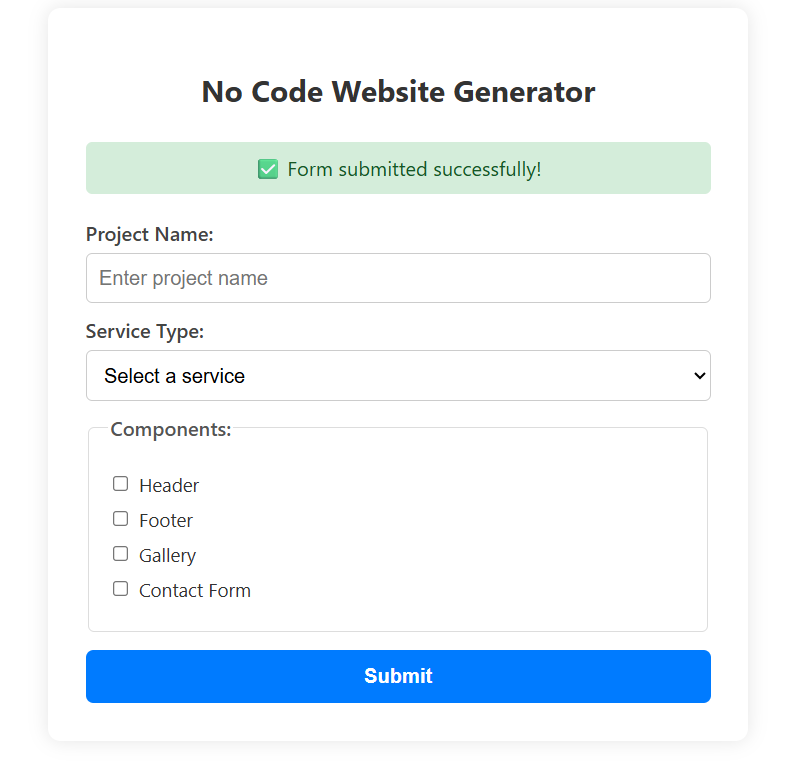 No Code Website Generator
✅ Form submitted successfully!
Project Name:
Enter project name
Service Type:
Select a service
Components:
Header
Footer
Gallery
Contact Form
Submit